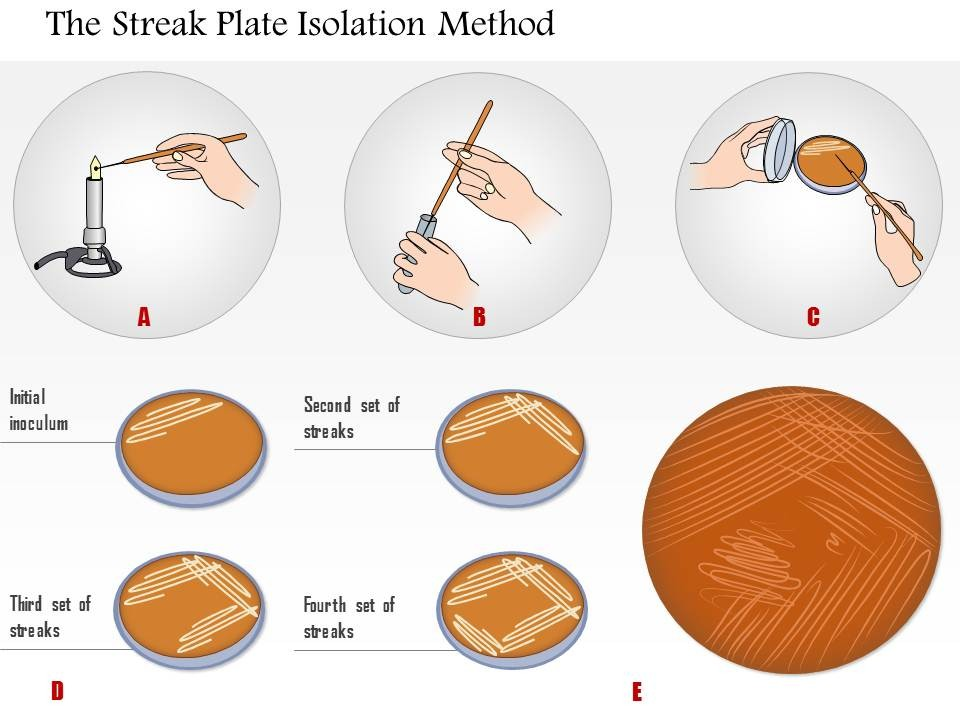 The Streak Plate Isolation Method
A
B
C
Initial
inoculum
Second set of
streaks
Third set of
streaks
Fourth set of
streaks
D
E